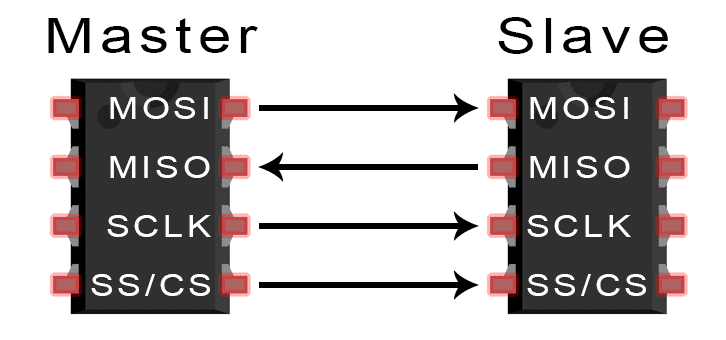 Master
Slave
MOSI
MOSI
MISO
MISO
SCLK
SCLK
SS/CS
SS/CS